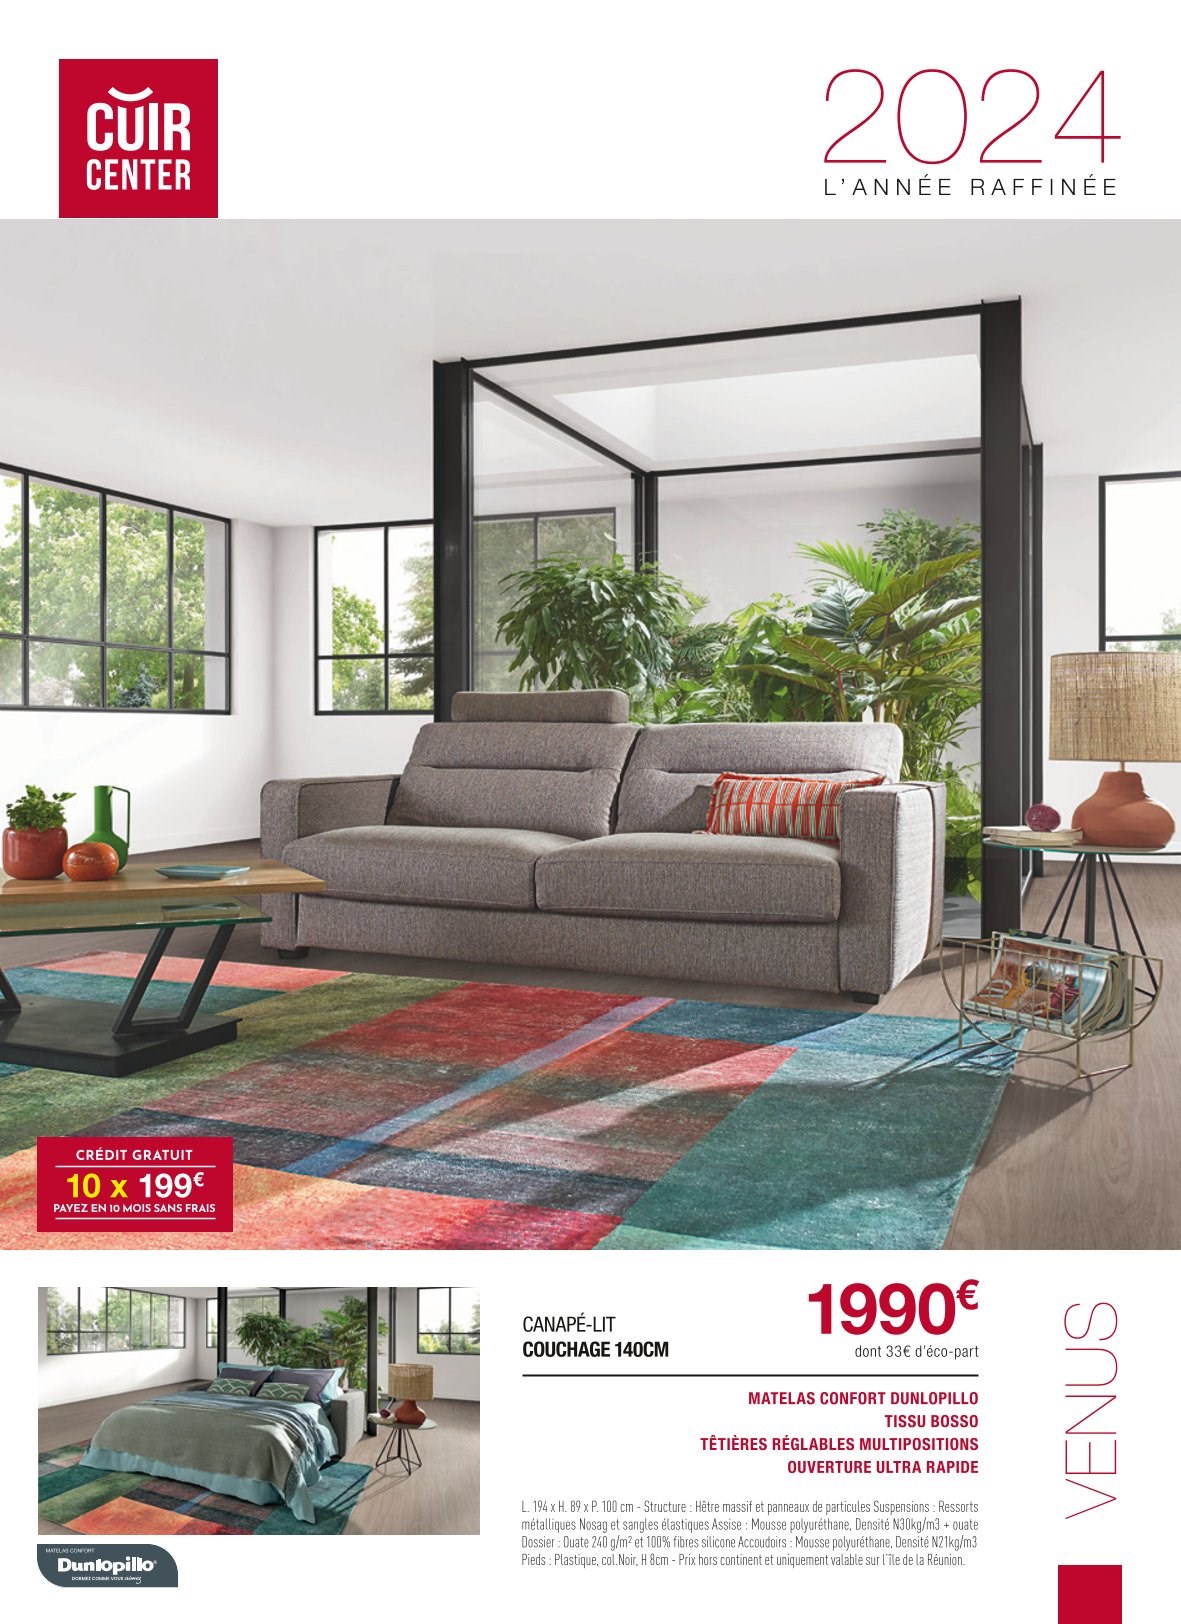 CUIR
CENTER
2024
L'ANNÉE RAFFINÉE
CRÉDIT GRATUIT
10 x 199€
PAYEZ EN 10 MOIS SANS FRAIS
CANAPÉ-LIT
COUCHAGE 140CM
1990€
dont 33€ d'éco-part
MATELAS CONFORT DUNLOPILLO
TISSU BOSSO
TÊTIÈRES RÉGLABLES MULTIPOSITIONS
OUVERTURE ULTRA RAPIDE
L. 194 x H. 89 x P. 100 cm - Structure : Hêtre massif et panneaux de particules Suspensions : Ressorts
métalliques Nosag et sangles élastiques Assise : Mousse polyuréthane, Densité N30kg/m3 + ouate
Dossier : Ouate 240 g/m² et 100% fibres silicone Accoudoirs : Mousse polyuréthane, Densité N21kg/m3
Pieds : Plastique, col.Noir, H 8cm - Prix hors continent et uniquement valable sur l'île de la Réunion.
VENUS
MATELAS CONFORT
Dunlopillo®
DORMEZ COMME VOUS aimez